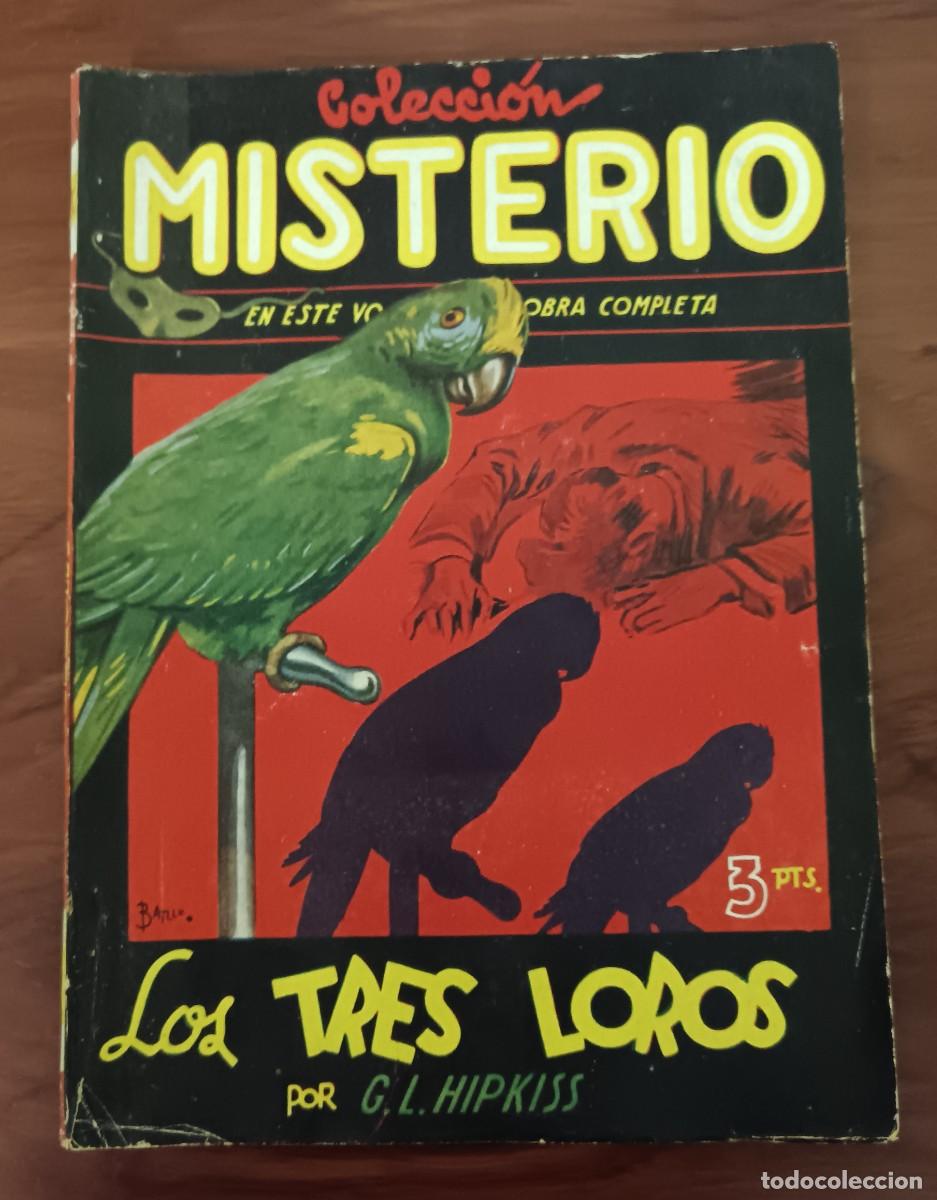 Colección
MISTERIO
EN ESTE VO OBRA COMPLETA
3 PTS.
Los TRES LOROS
POR G. L. HIPKISS
todocoleccion